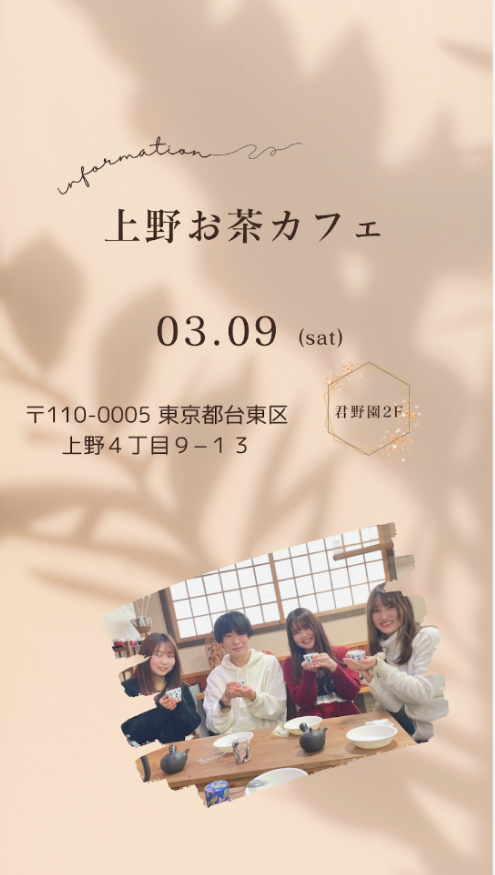 information
上野お茶カフェ
03.09 (sat)
〒110-0005 東京都台東区
上野４丁目９−１３
君野園2F